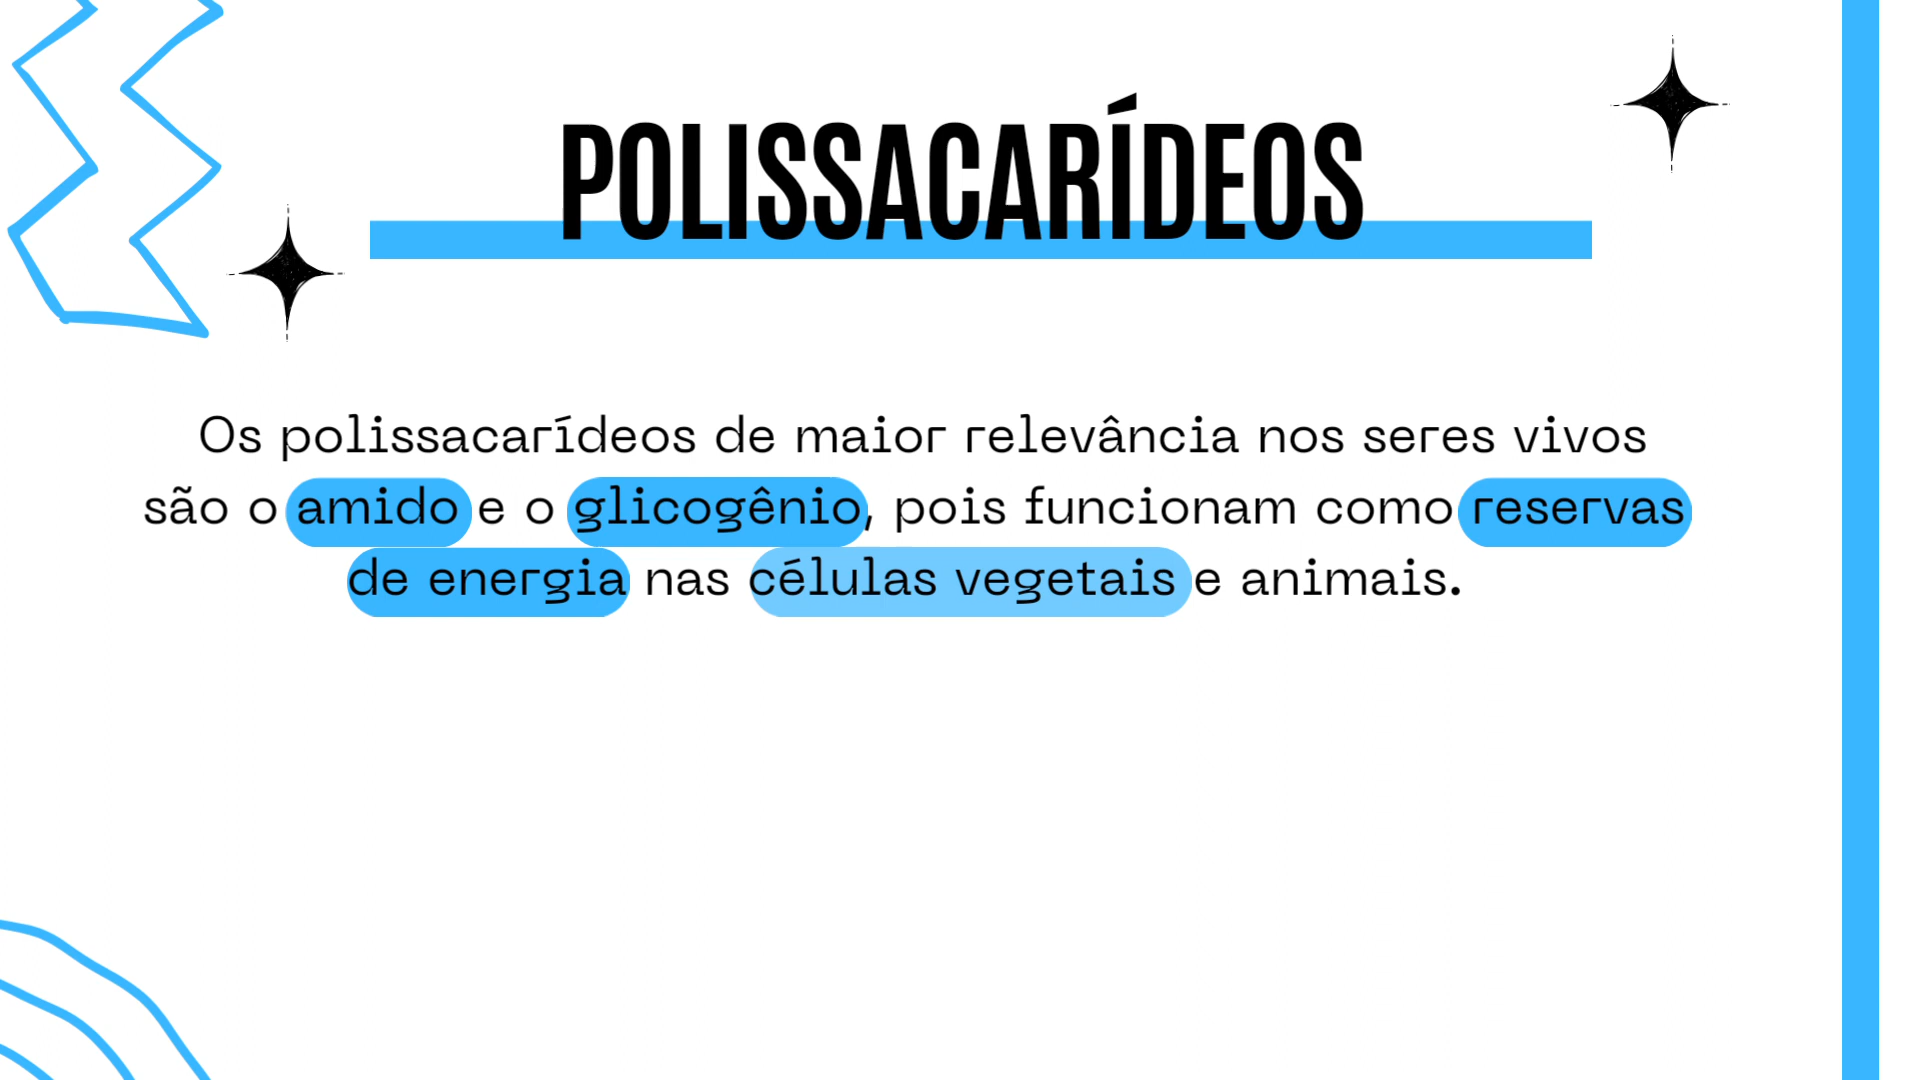 POLISSACARÍDEOS
Os polissacarídeos de maior relevância nos seres vivos
são o amido e o glicogênio, pois funcionam como reservas
de energia nas células vegetais e animais.